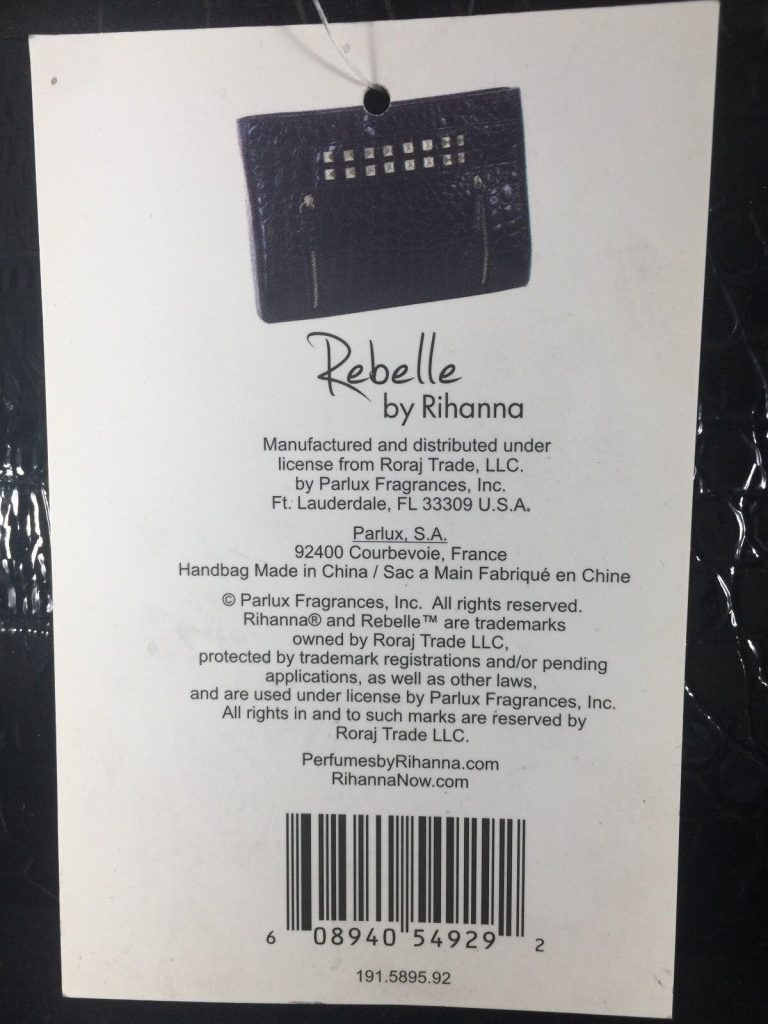 Rebelle
by Rihanna
Manufactured and distributed under
license from Roraj Trade, LLC.
by Parlux Fragrances, Inc.
Ft. Lauderdale, FL 33309 U.S.A.
Parlux, S.A.
92400 Courbevoie, France
Handbag Made in China / Sac a Main Fabriqué en Chine
© Parlux Fragrances, Inc. All rights reserved.
Rihanna® and Rebelle™ are trademarks
owned by Roraj Trade LLC,
protected by trademark registrations and/or pending
applications, as well as other laws,
and are used under license by Parlux Fragrances, Inc.
All rights in and to such marks are reserved by
Roraj Trade LLC.
PerfumesbyRihanna.com
RihannaNow.com
6 08940 54929 2
191.5895.92